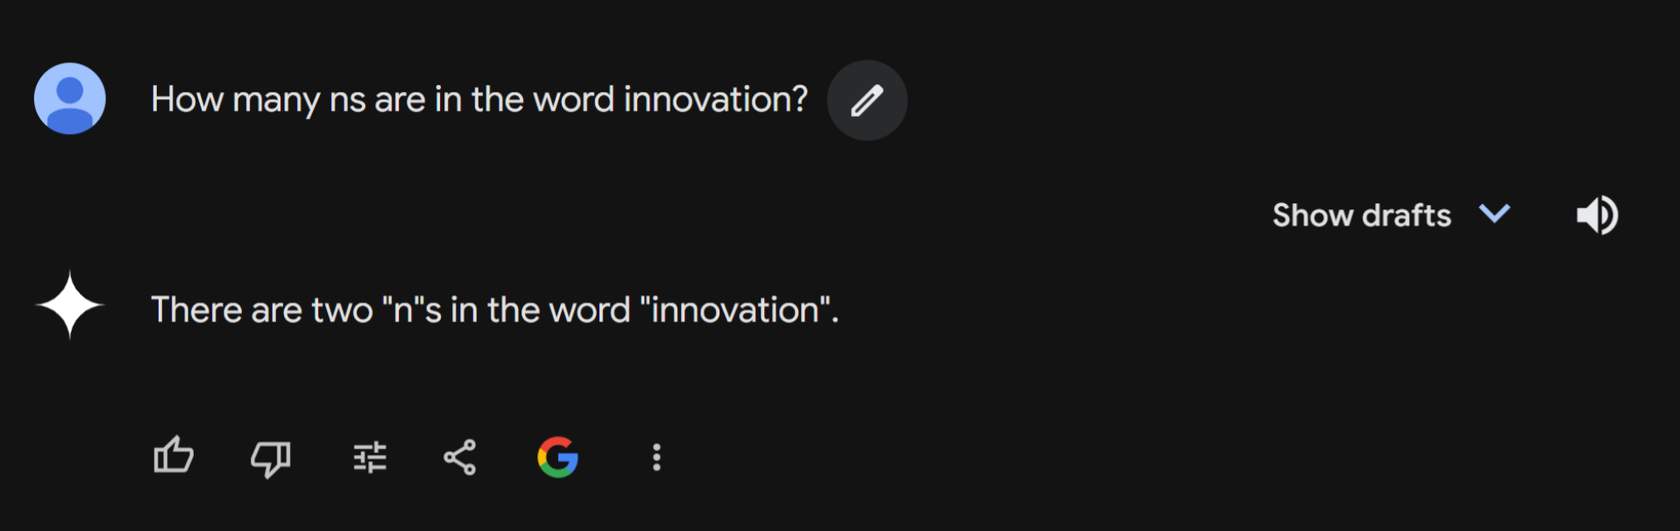 How many ns are in the word innovation?
Show drafts
There are two "n"s in the word "innovation".